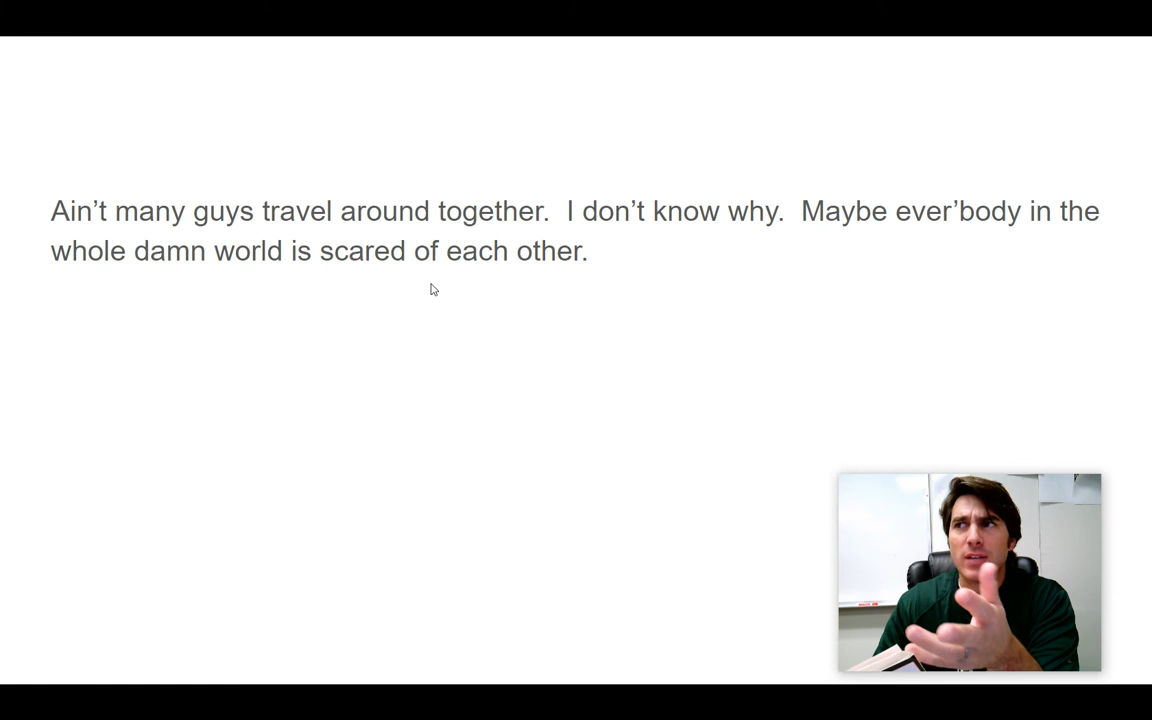 Ain’t many guys travel around together.  I don’t know why.  Maybe ever’body in the
whole damn world is scared of each other.